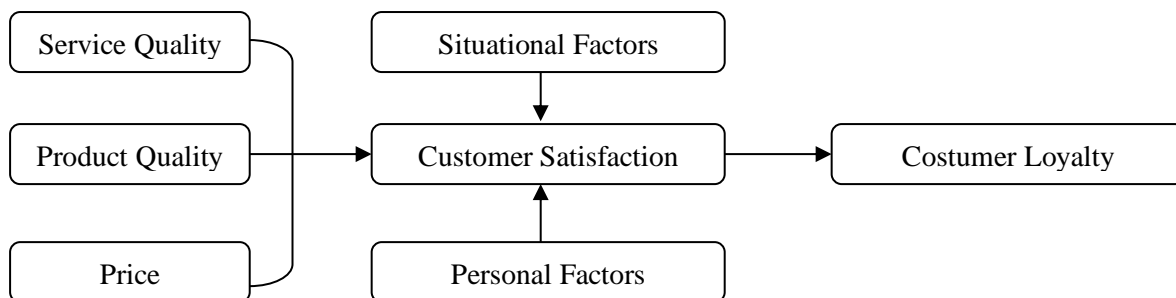 Service Quality
Situational Factors
Product Quality
Customer Satisfaction
Costumer Loyalty
Price
Personal Factors